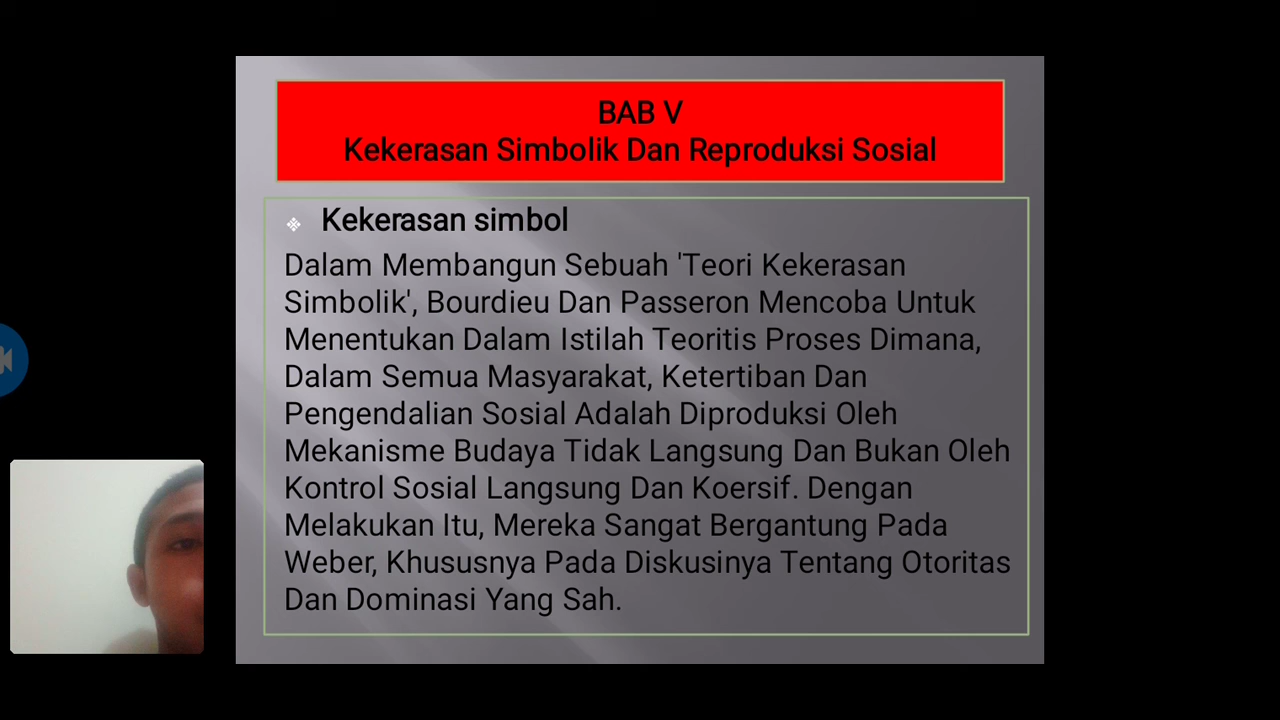 BAB V
Kekerasan Simbolik Dan Reproduksi Sosial
Kekerasan simbol
Dalam Membangun Sebuah 'Teori Kekerasan
Simbolik', Bourdieu Dan Passeron Mencoba Untuk
Menentukan Dalam Istilah Teoritis Proses Dimana,
Dalam Semua Masyarakat, Ketertiban Dan
Pengendalian Sosial Adalah Diproduksi Oleh
Mekanisme Budaya Tidak Langsung Dan Bukan Oleh
Kontrol Sosial Langsung Dan Koersif. Dengan
Melakukan Itu, Mereka Sangat Bergantung Pada
Weber, Khususnya Pada Diskusinya Tentang Otoritas
Dan Dominasi Yang Sah.